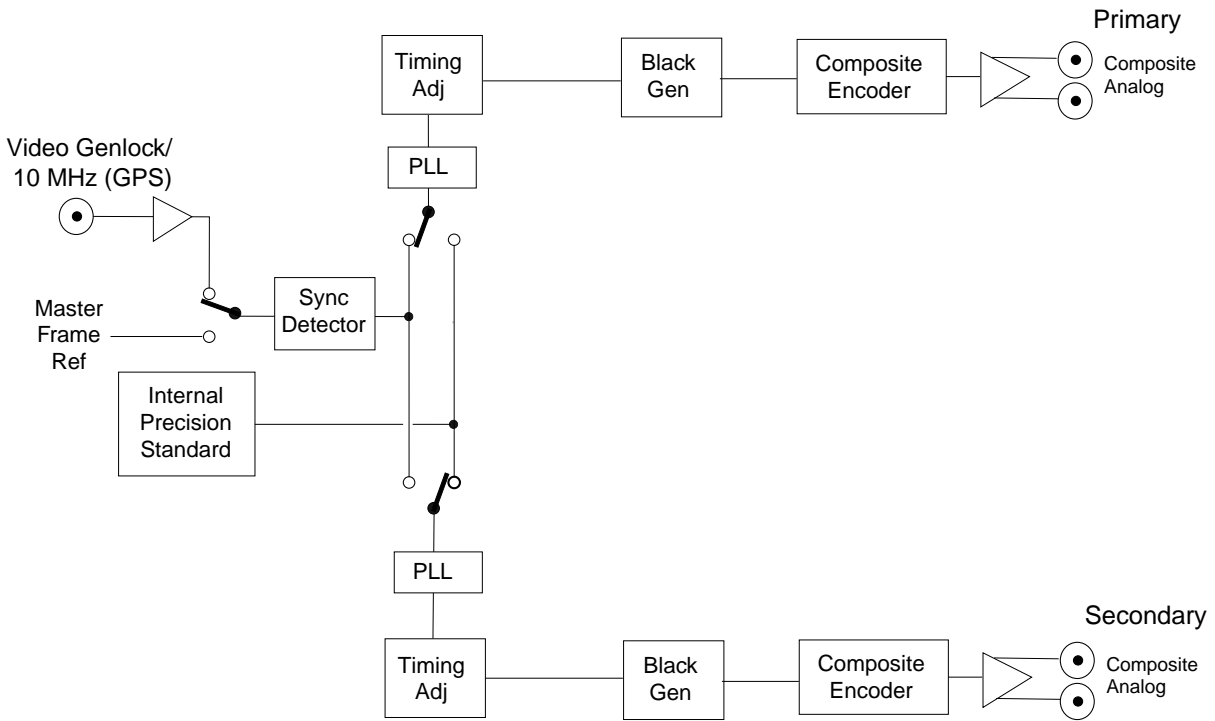 Primary
Timing
Adj
Black
Gen
Composite
Encoder
Composite
Analog
Video Genlock/
10 MHz (GPS)
PLL
Master
Frame
Ref
Sync
Detector
Internal
Precision
Standard
PLL
Secondary
Timing
Adj
Black
Gen
Composite
Encoder
Composite
Analog